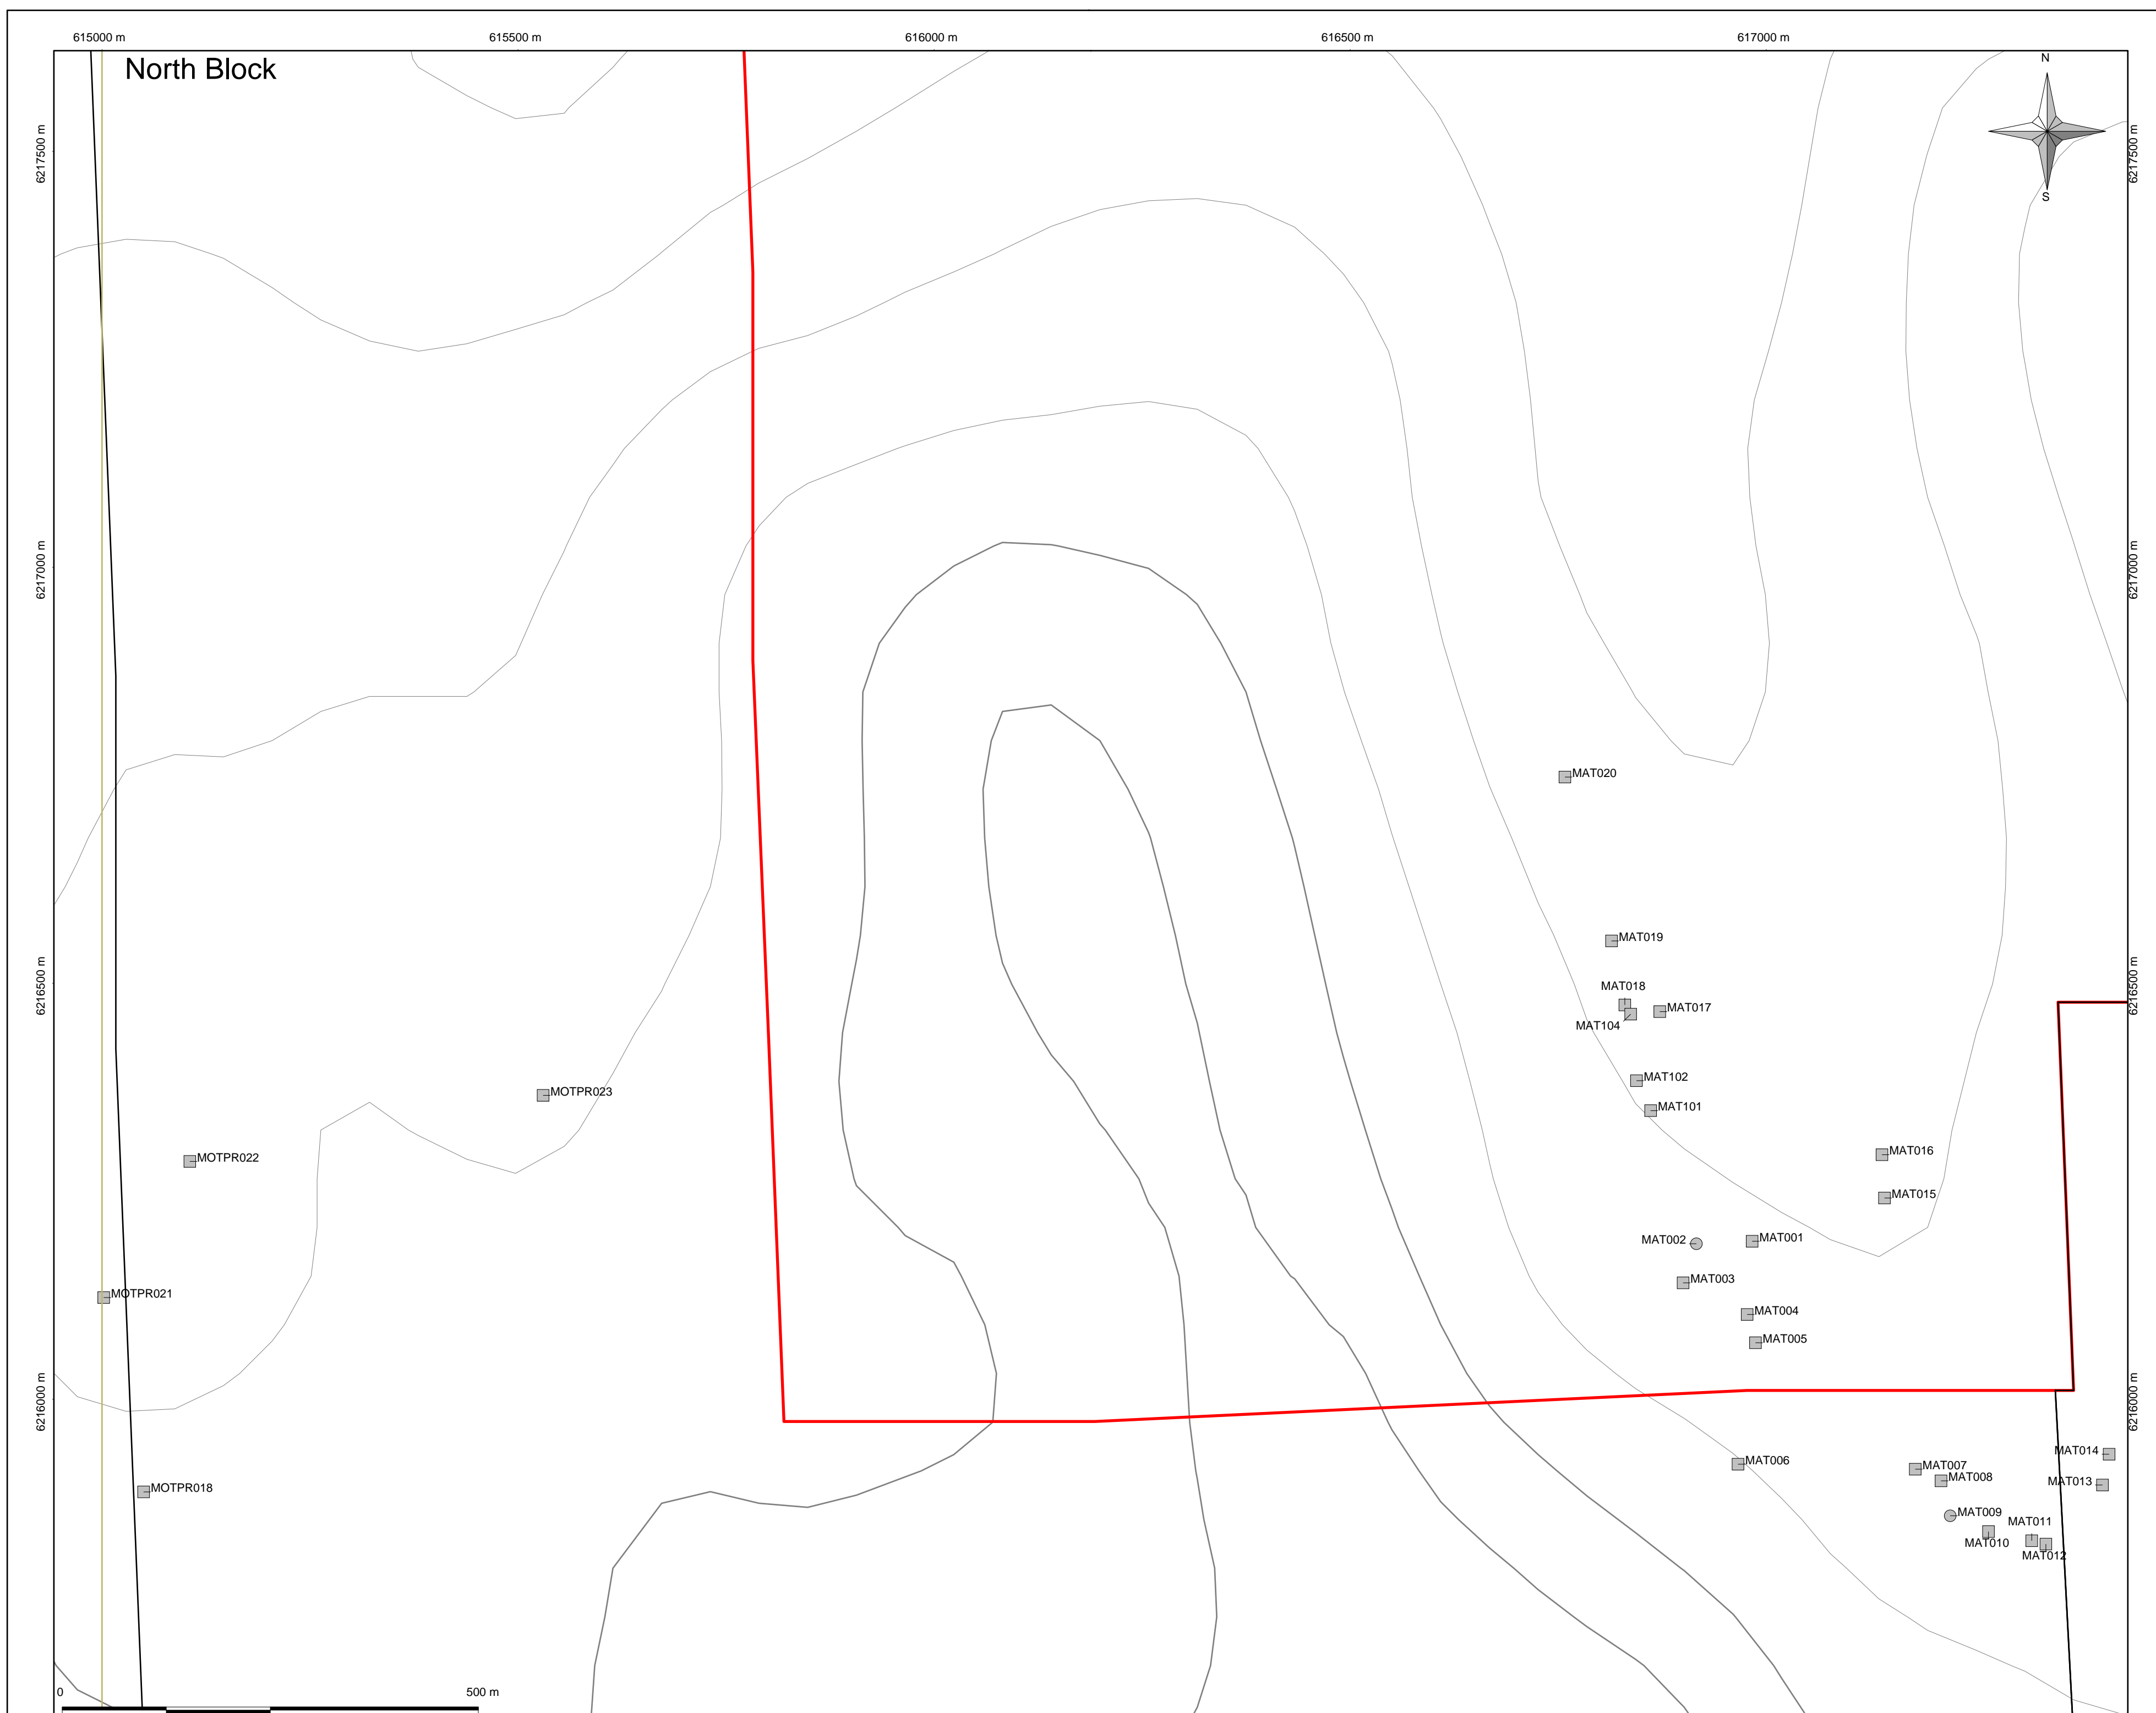 615000 m
615500 m
616000 m
616500 m
617000 m
North Block
N
S
6217500 m
6217500 m
6217000 m
6217000 m
MAT020
MAT019
6216500 m
6216500 m
MAT018
MAT017
MAT104
MAT102
MOTPR023
MAT101
MAT016
MOTPR022
MAT015
MAT002
MAT001
MAT003
MOTPR021
MAT004
MAT005
6216000 m
6216000 m
MAT014
MAT006
MAT007
MAT008
MAT013
MOTPR018
MAT009
MAT011
MAT010
MAT012
0
500 m